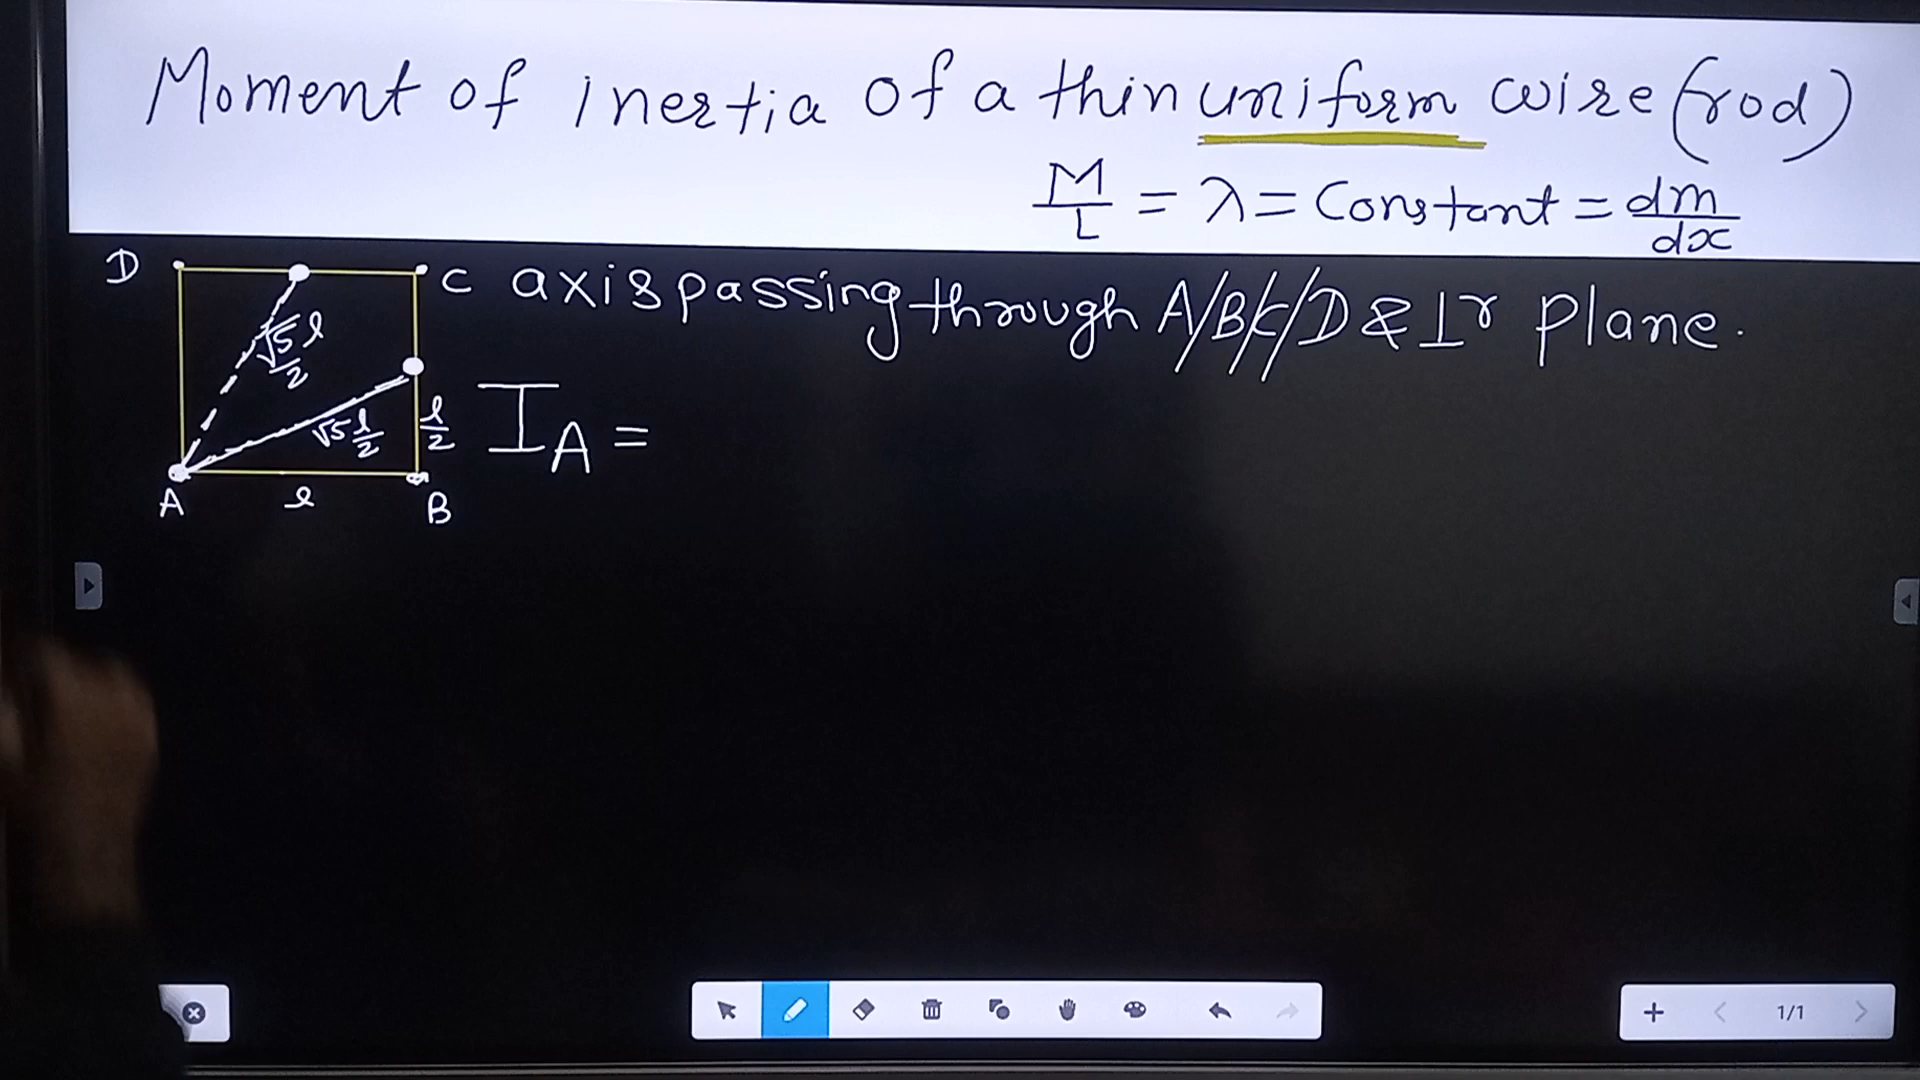 Moment of inertia of a thin uniform wire (rod)
M/L = λ = Constant = dm/dx
D C axis passing through A/B/C/D & ⊥r plane.
√5 l/2
√5 l/2 l/2 I_A =
A l B
1/1